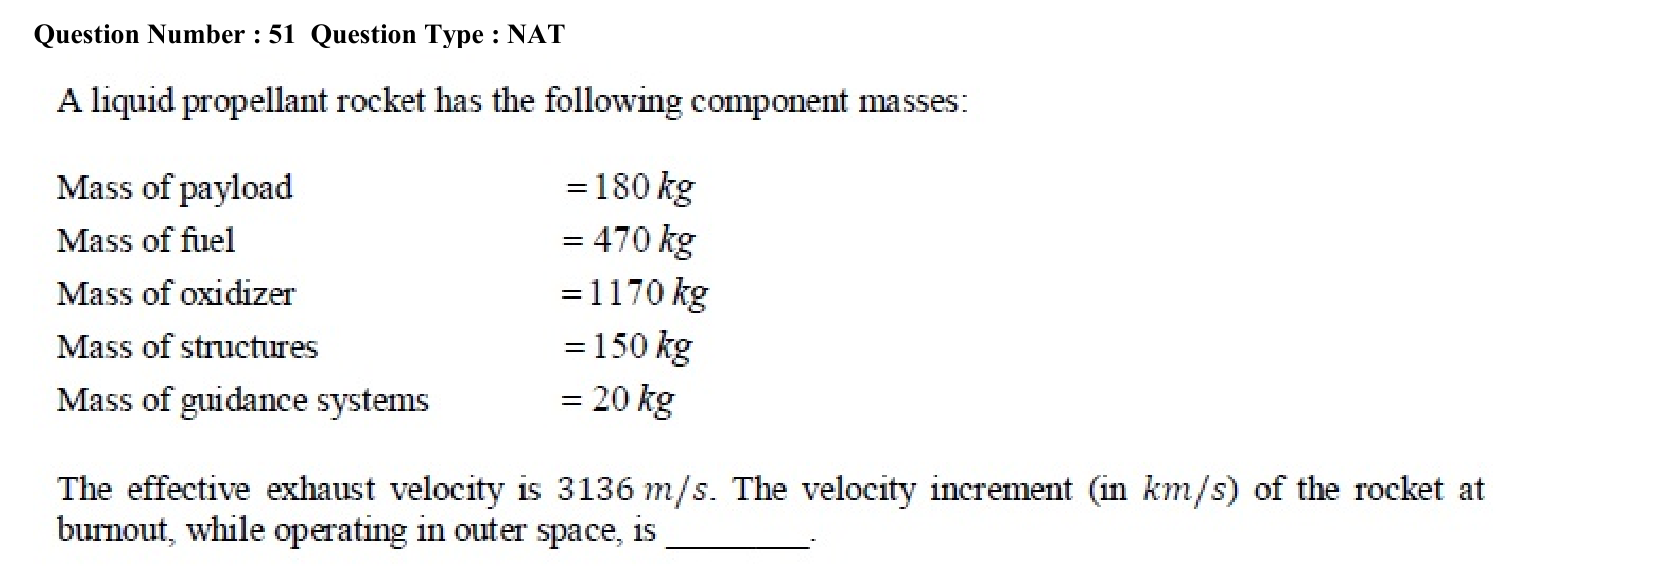 Question Number : 51 Question Type : NAT
A liquid propellant rocket has the following component masses:
Mass of payload = 180 kg
Mass of fuel = 470 kg
Mass of oxidizer = 1170 kg
Mass of structures = 150 kg
Mass of guidance systems = 20 kg
The effective exhaust velocity is 3136 m/s. The velocity increment (in km/s) of the rocket at
burnout, while operating in outer space, is ________.